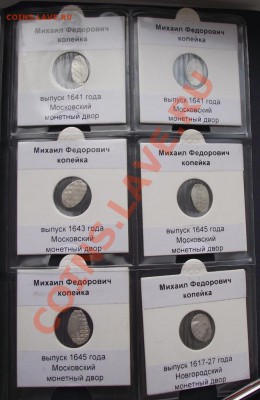 Михаил Федорович
копейка
выпуск 1641 года
Московский
монетный двор
Михаил Федорович
копейка
выпуск 1641 года
Московский
монетный двор
Михаил Федорович
копейка
выпуск 1643 года
Московский
монетный двор
Михаил Федорович
копейка
выпуск 1645 года
Московский
монетный двор
Михаил Федорович
копейка
выпуск 1645 года
Московский
монетный двор
Михаил Федорович
копейка
выпуск 1617-27 года
Новгородский
монетный двор
COINS.LAVE.RU
COINS.LAVE.RU